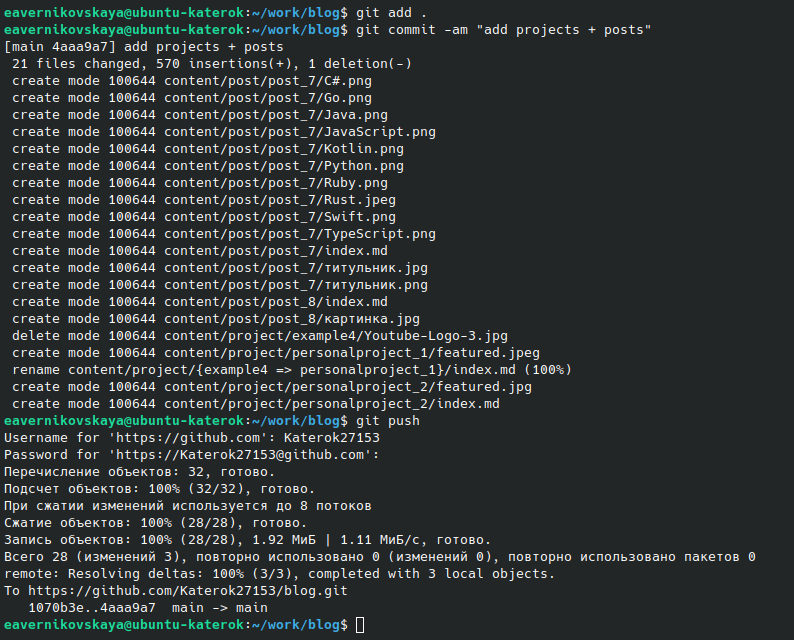 eavernikovskaya@ubuntu-katerok:~/work/blog$ git add .
eavernikovskaya@ubuntu-katerok:~/work/blog$ git commit -am "add projects + posts"
[main 4aaa9a7] add projects + posts
 21 files changed, 570 insertions(+), 1 deletion(-)
 create mode 100644 content/post/post_7/C#.png
 create mode 100644 content/post/post_7/Go.png
 create mode 100644 content/post/post_7/Java.png
 create mode 100644 content/post/post_7/JavaScript.png
 create mode 100644 content/post/post_7/Kotlin.png
 create mode 100644 content/post/post_7/Python.png
 create mode 100644 content/post/post_7/Ruby.png
 create mode 100644 content/post/post_7/Rust.jpeg
 create mode 100644 content/post/post_7/Swift.png
 create mode 100644 content/post/post_7/TypeScript.png
 create mode 100644 content/post/post_7/index.md
 create mode 100644 content/post/post_7/титульник.jpg
 create mode 100644 content/post/post_7/титульник.png
 create mode 100644 content/post/post_8/index.md
 create mode 100644 content/post/post_8/картинка.jpg
 delete mode 100644 content/project/example4/Youtube-Logo-3.jpg
 create mode 100644 content/project/personalproject_1/featured.jpeg
 rename content/project/{example4 => personalproject_1}/index.md (100%)
 create mode 100644 content/project/personalproject_2/featured.jpg
 create mode 100644 content/project/personalproject_2/index.md
eavernikovskaya@ubuntu-katerok:~/work/blog$ git push
Username for 'https://github.com': Katerok27153
Password for 'https://Katerok27153@github.com':
Перечисление объектов: 32, готово.
Подсчет объектов: 100% (32/32), готово.
При сжатии изменений используется до 8 потоков
Сжатие объектов: 100% (28/28), готово.
Запись объектов: 100% (28/28), 1.92 МиБ | 1.11 МиБ/с, готово.
Всего 28 (изменений 3), повторно использовано 0 (изменений 0), повторно использовано пакетов 0
remote: Resolving deltas: 100% (3/3), completed with 3 local objects.
To https://github.com/Katerok27153/blog.git
   1070b3e..4aaa9a7  main -> main
eavernikovskaya@ubuntu-katerok:~/work/blog$